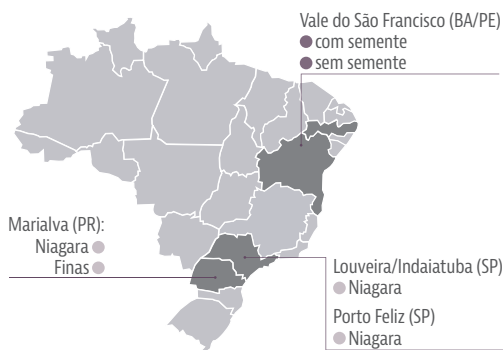 Vale do São Francisco (BA/PE)
com semente
sem semente
Marialva (PR):
Niagara
Finas
Louveira/Indaiatuba (SP)
Niagara
Porto Feliz (SP)
Niagara